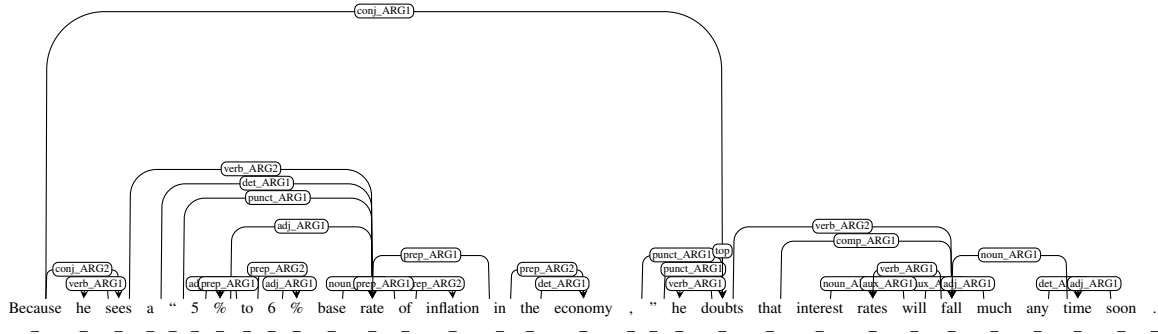 conj_ARG1
verb_ARG2
det_ARG1
punct_ARG1
adj_ARG1 verb_ARG2
comp_ARG1
prep_ARG1 punct_ARG1 top noun_ARG1
conj_ARG2 prep_ARG2 prep_ARG2 punct_ARG1 verb_ARG1
verb_ARG1 prep_ARG1 adj_ARG1 prep_ARG1 det_ARG1 verb_ARG1 aux_ARG1 adj_ARG1 adj_ARG1
Because he sees a “ 5 % to 6 % base rate of inflation in the economy , ” he doubts that interest rates will fall much any time soon .
_ _ _ _ _ _ _ _ _ _ _ _ _ _ _ _ _ _ _ _ _ _ _ _ _ _ _ _ _ _ _